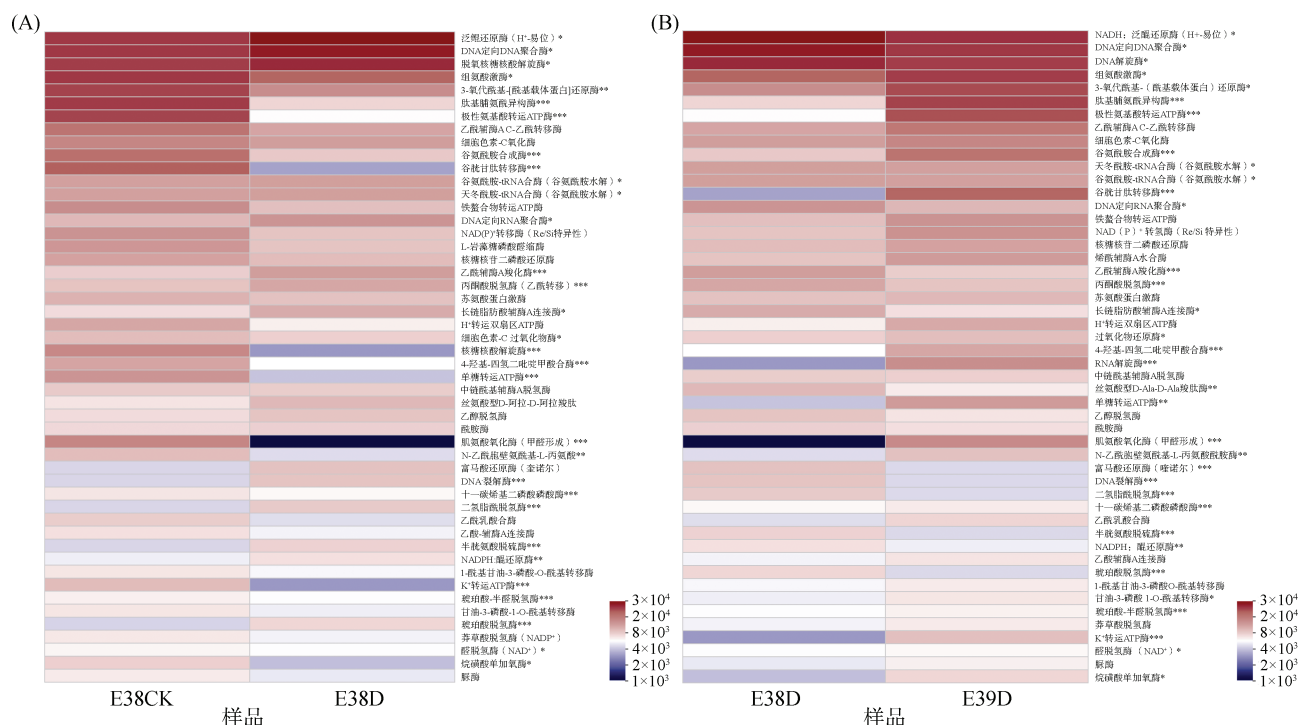 (A)
泛鲲还原酶（H⁺-易位）*
DNA定向DNA聚合酶*
脱氧核糖核酸解旋酶*
组氨酸激酶*
3-氧代酰基-[酰基载体蛋白]还原酶**
肽基脯氨酰异构酶***
极性氨基酸转运ATP酶***
乙酰辅酶A C-乙酰转移酶
细胞色素-C氧化酶
谷氨酰胺合成酶***
谷胱甘肽转移酶***
谷氨酰胺-tRNA合酶（谷氨酰胺水解）*
天冬酰胺-tRNA合酶（谷氨酰胺水解）*
铁螯合物转运ATP酶
DNA定向RNA聚合酶*
NAD(P)⁺转移酶（Re/Si特异性）
L-岩藻糖磷酸醛缩酶
核糖核苷二磷酸还原酶
乙酰辅酶A羧化酶***
丙酮酸脱氢酶（乙酰转移）***
苏氨酸蛋白激酶
长链脂肪酸辅酶A连接酶*
H⁺转运双扇区ATP酶
细胞色素-C 过氧化物酶*
核糖核酸解旋酶***
4-羟基-四氢二吡啶甲酸合酶***
单糖转运ATP酶***
中链酰基辅酶A脱氢酶
丝氨酸型D-阿拉-D-阿拉羧肽
乙醇脱氢酶
酰胺酶
肌氨酸氧化酶（甲醛形成）***
N-乙酰胞壁氨酰基-L-丙氨酸**
富马酸还原酶（奎诺尔）
DNA裂解酶***
十一碳烯基二磷酸磷酸酶***
二氢脂酰脱氢酶***
乙酰乳酸合酶
乙酸-辅酶A连接酶
半胱氨酸脱硫酶***
NADPH:醌还原酶**
1-酰基甘油-3-磷酸-O-酰基转移酶
K⁺转运ATP酶***
琥珀酸-半醛脱氢酶***
甘油-3-磷酸-1-O-酰基转移酶
琥珀酸脱氢酶***
莽草酸脱氢酶（NADP⁺）
醛脱氢酶（NAD⁺）*
烷磺酸单加氧酶*
脲酶
3×10⁴
2×10⁴
8×10³
4×10³
2×10³
1×10³
E38CK E38D
样品
(B)
NADH：泛醌还原酶（H+-易位）*
DNA定向DNA聚合酶*
DNA解旋酶*
组氨酸激酶*
3-氧代酰基-（酰基载体蛋白）还原酶*
肽基脯氨酰异构酶***
极性氨基酸转运ATP酶***
乙酰辅酶A C-乙酰转移酶
细胞色素-C氧化酶
谷氨酰胺合成酶***
天冬酰胺-tRNA合酶（谷氨酰胺水解）*
谷氨酰胺-tRNA合酶（谷氨酰胺水解）*
谷胱甘肽转移酶***
DNA定向RNA聚合酶*
铁螯合物转运ATP酶
NAD（P）⁺ 转氢酶（Re/Si 特异性）
核糖核苷二磷酸还原酶
烯酰辅酶A水合酶
乙酰辅酶A羧化酶***
丙酮酸脱氢酶***
苏氨酸蛋白激酶
长链脂肪酸辅酶A连接酶*
H⁺转运双扇区ATP酶
过氧化物还原酶*
4-羟基-四氢二吡啶甲酸合酶***
RNA解旋酶***
中链酰基辅酶A脱氢酶
丝氨酸型D-Ala-D-Ala羧肽酶**
单糖转运ATP酶**
乙醇脱氢酶
酰胺酶
肌氨酸氧化酶（甲醛形成）***
N-乙酰胞壁氨酰基-L-丙氨酸酰胺酶**
富马酸还原酶（喹诺尔）***
DNA裂解酶***
二氢脂酰脱氢酶***
十一碳烯基二磷酸磷酸酶***
乙酰乳酸合酶
半胱氨酸脱硫酶***
NADPH：醌还原酶**
乙酸辅酶A连接酶
琥珀酸脱氢酶***
1-酰基甘油-3-磷酸O-酰基转移酶
甘油-3-磷酸 1-O-酰基转移酶*
琥珀酸-半醛脱氢酶***
莽草酸脱氢酶
K⁺转运ATP酶***
醛脱氢酶（NAD⁺）*
脲酶
烷磺酸单加氧酶*
3×10⁴
2×10⁴
8×10³
4×10³
2×10³
1×10³
E38D E39D
样品